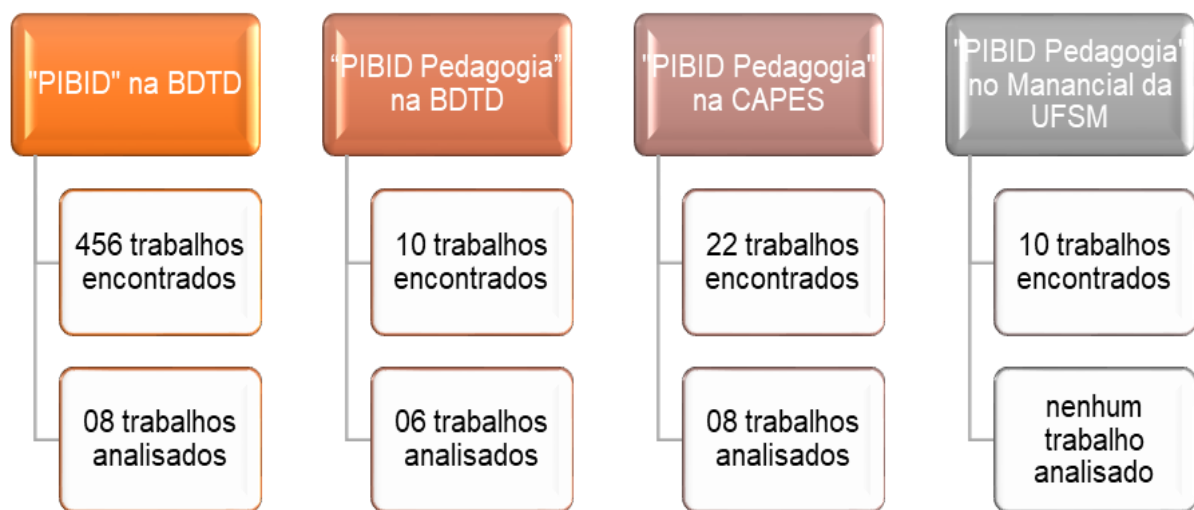 "PIBID" na BDTD
456 trabalhos
encontrados
08 trabalhos
analisados
“PIBID Pedagogia”
na BDTD
10 trabalhos
encontrados
06 trabalhos
analisados
"PIBID Pedagogia"
na CAPES
22 trabalhos
encontrados
08 trabalhos
analisados
"PIBID Pedagogia"
no Manancial da
UFSM
10 trabalhos
encontrados
nenhum
trabalho
analisado